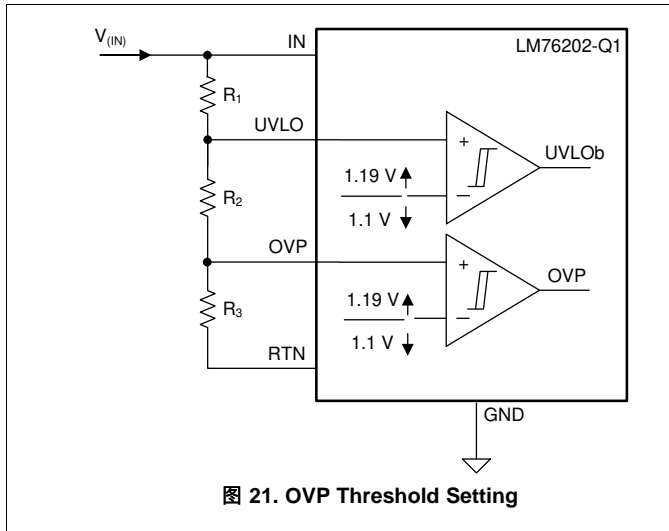 V(IN)
IN
LM76202-Q1
R1
UVLO
+
UVLOb
1.19 V
−
1.1 V
R2
OVP
+
OVP
1.19 V
−
1.1 V
R3
RTN
GND
图 21. OVP Threshold Setting